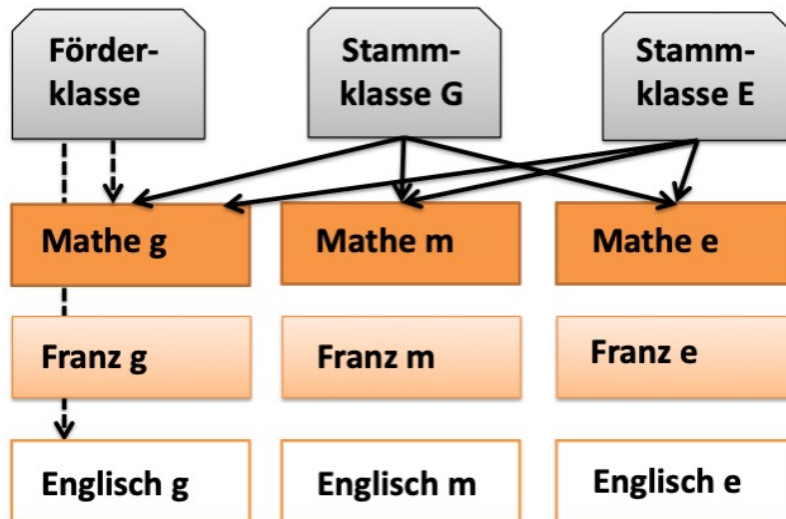 Förder-
klasse
Stamm-
klasse G
Stamm-
klasse E
Mathe g
Mathe m
Mathe e
Franz g
Franz m
Franz e
Englisch g
Englisch m
Englisch e